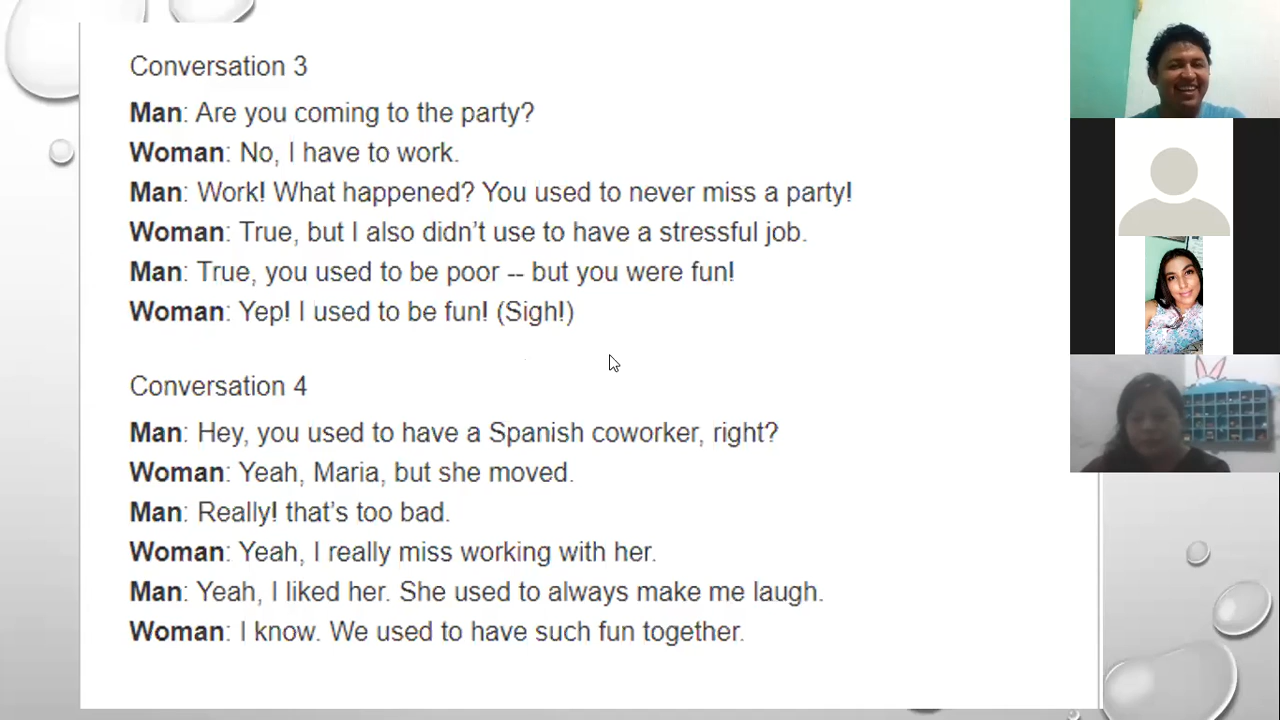 Conversation 3
Man: Are you coming to the party?
Woman: No, I have to work.
Man: Work! What happened? You used to never miss a party!
Woman: True, but I also didn’t use to have a stressful job.
Man: True, you used to be poor -- but you were fun!
Woman: Yep! I used to be fun! (Sigh!)
Conversation 4
Man: Hey, you used to have a Spanish coworker, right?
Woman: Yeah, Maria, but she moved.
Man: Really! that’s too bad.
Woman: Yeah, I really miss working with her.
Man: Yeah, I liked her. She used to always make me laugh.
Woman: I know. We used to have such fun together.